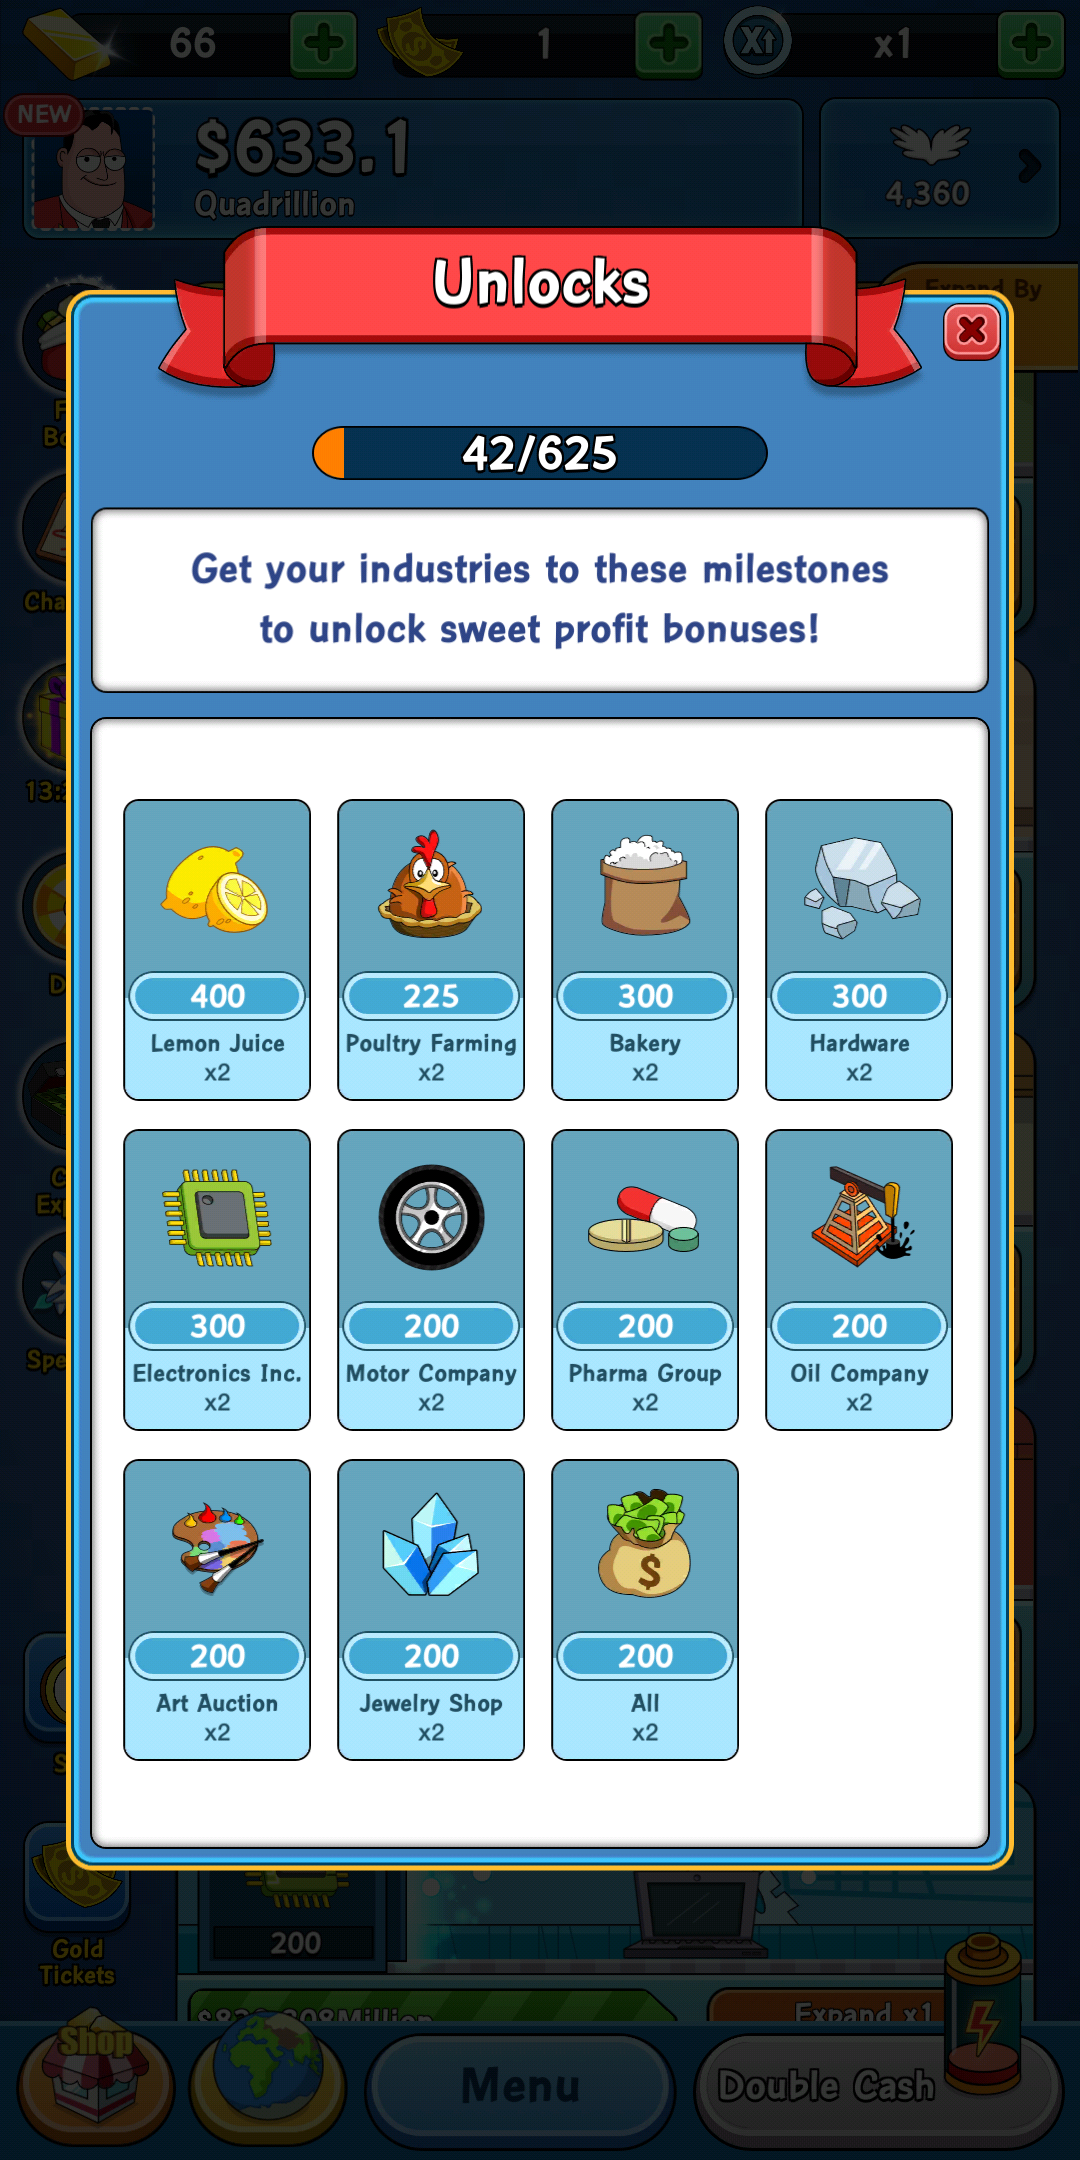 66
1
x1
NEW
$633.1
Quadrillion
4,360
Expand By
Unlocks
42/625
Get your industries to these milestones
to unlock sweet profit bonuses!
13:
400
225
300
300
Lemon Juice
Poultry Farming
Bakery
Hardware
x2
x2
x2
x2
300
200
200
200
Electronics Inc.
Motor Company
Pharma Group
Oil Company
x2
x2
x2
x2
200
200
200
Art Auction
Jewelry Shop
All
x2
x2
x2
200
Gold
Tickets
Expand x1
Shop
Menu
Double Cash